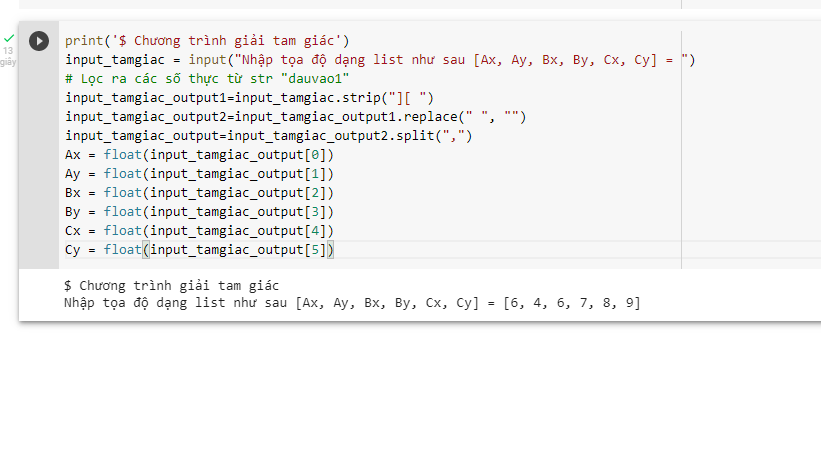 print('$ Chương trình giải tam giác')
13
giây
input_tamgiac = input("Nhập tọa độ dạng list như sau [Ax, Ay, Bx, By, Cx, Cy] = ")
# Lọc ra các số thực từ str "dauvao1"
input_tamgiac_output1=input_tamgiac.strip("][ ")
input_tamgiac_output2=input_tamgiac_output1.replace(" ", "")
input_tamgiac_output=input_tamgiac_output2.split(",")
Ax = float(input_tamgiac_output[0])
Ay = float(input_tamgiac_output[1])
Bx = float(input_tamgiac_output[2])
By = float(input_tamgiac_output[3])
Cx = float(input_tamgiac_output[4])
Cy = float(input_tamgiac_output[5])
$ Chương trình giải tam giác
Nhập tọa độ dạng list như sau [Ax, Ay, Bx, By, Cx, Cy] = [6, 4, 6, 7, 8, 9]